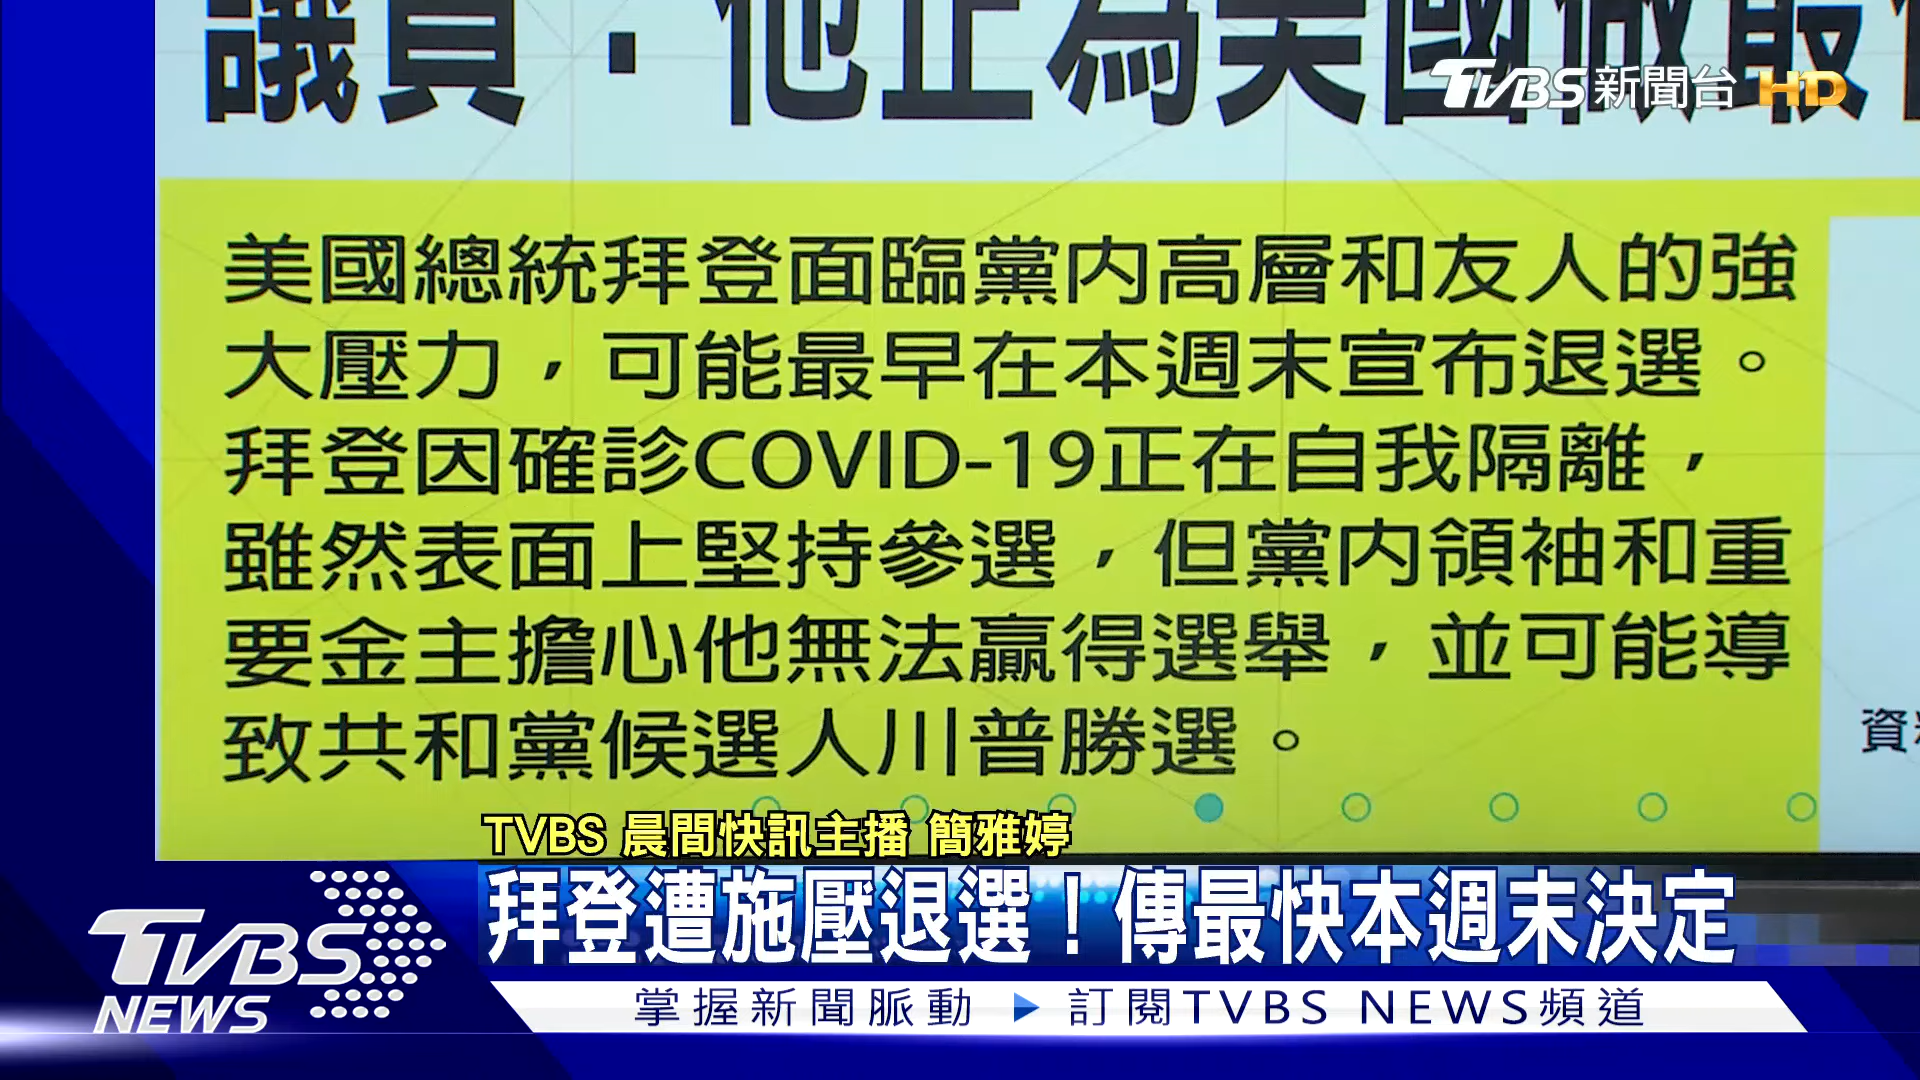 議員：他正為美國做最
TVBS新聞台 HD
美國總統拜登面臨黨內高層和友人的強
大壓力，可能最早在本週末宣布退選。
拜登因確診COVID-19正在自我隔離，
雖然表面上堅持參選，但黨內領袖和重
要金主擔心他無法贏得選舉，並可能導
致共和黨候選人川普勝選。
資料
TVBS 晨間快訊主播 簡雅婷
拜登遭施壓退選！傳最快本週末決定
TVBS NEWS
掌握新聞脈動 ▶ 訂閱TVBS NEWS頻道